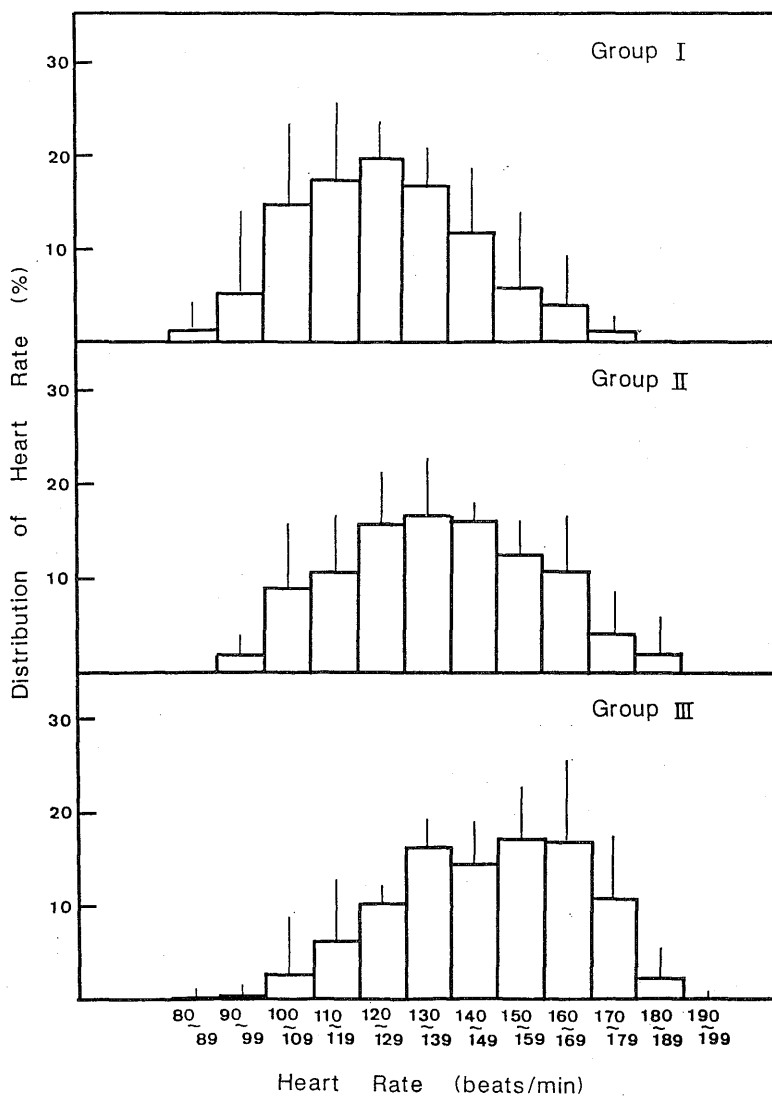 Distribution of Heart Rate (%)
Group I
30
20
10
Group II
30
20
10
Group III
30
20
10
80 90 100 110 120 130 140 150 160 170 180 190
~ ~ ~ ~ ~ ~ ~ ~ ~ ~ ~ ~
89 99 109 119 129 139 149 159 169 179 189 199
Heart Rate (beats/min)